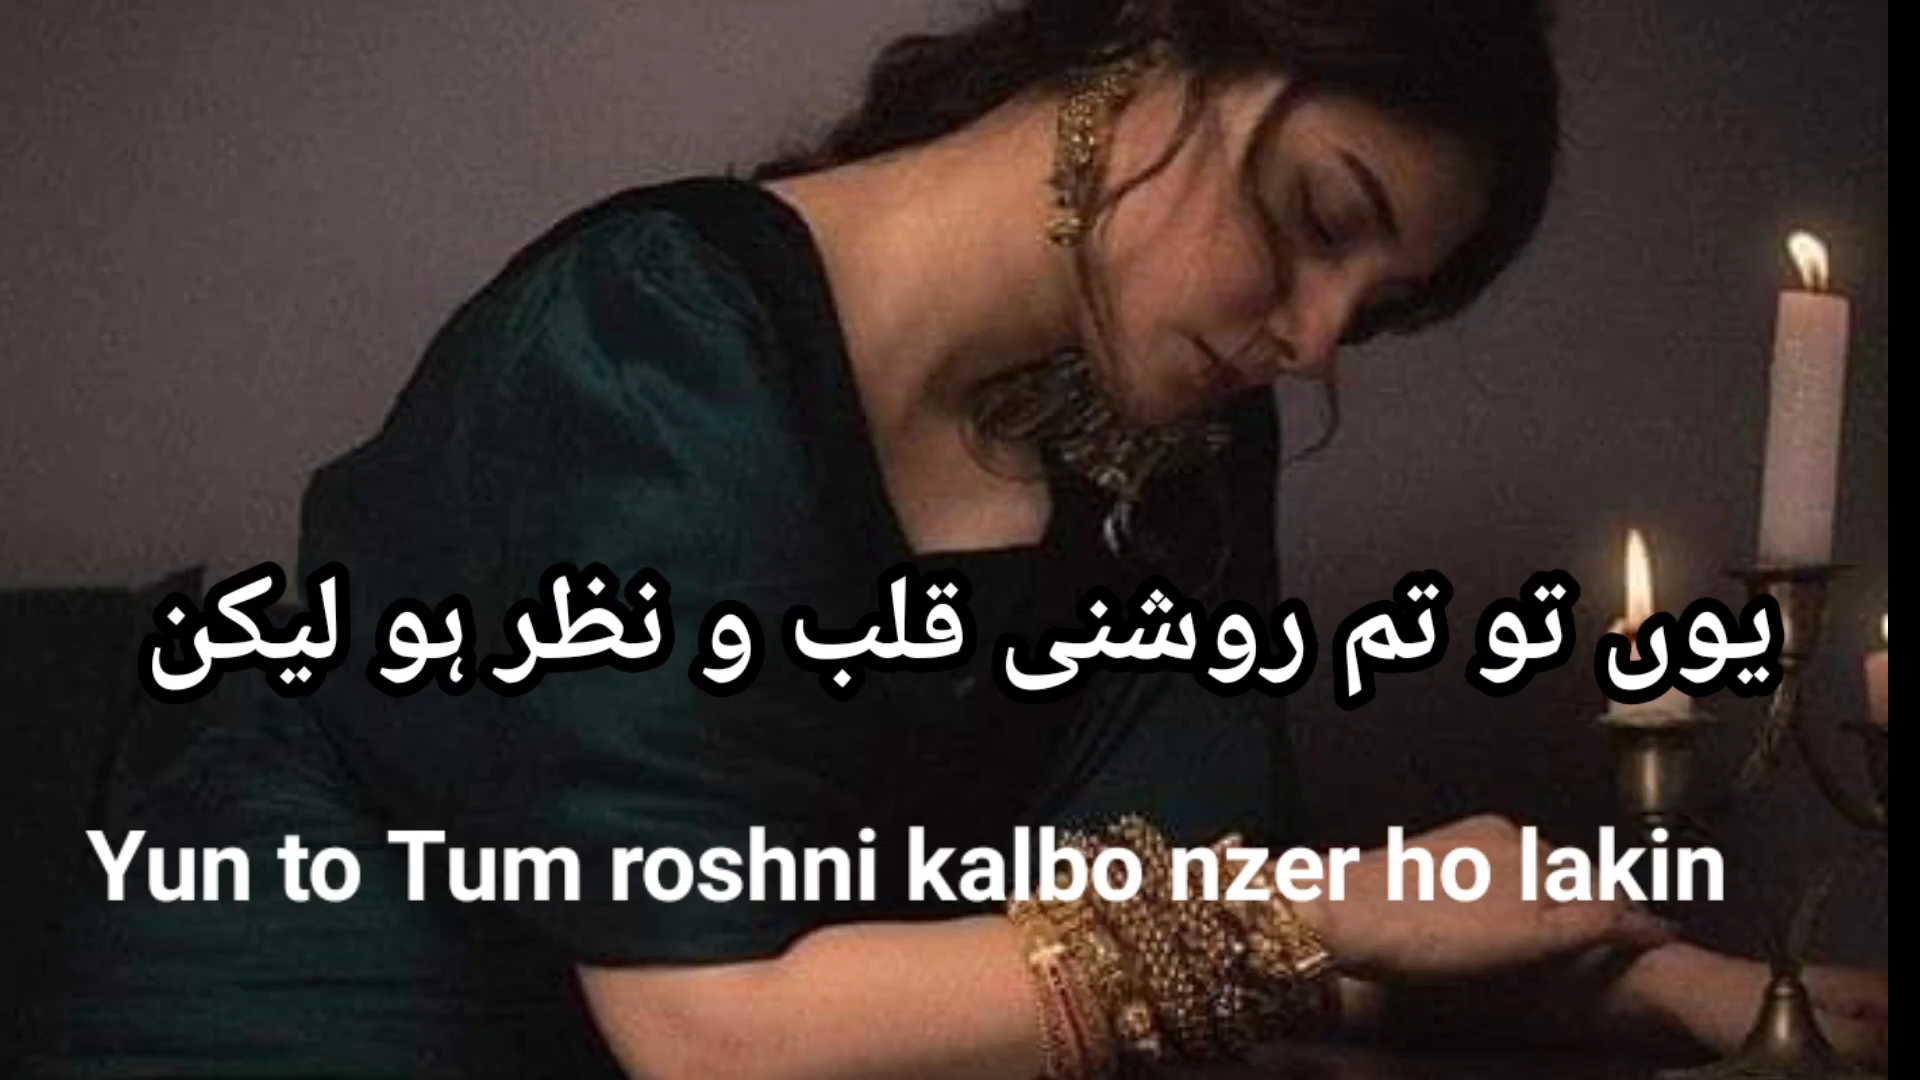 یوں تو تم روشنی قلب و نظر ہو لیکن
Yun to Tum roshni kalbo nzer ho lakin